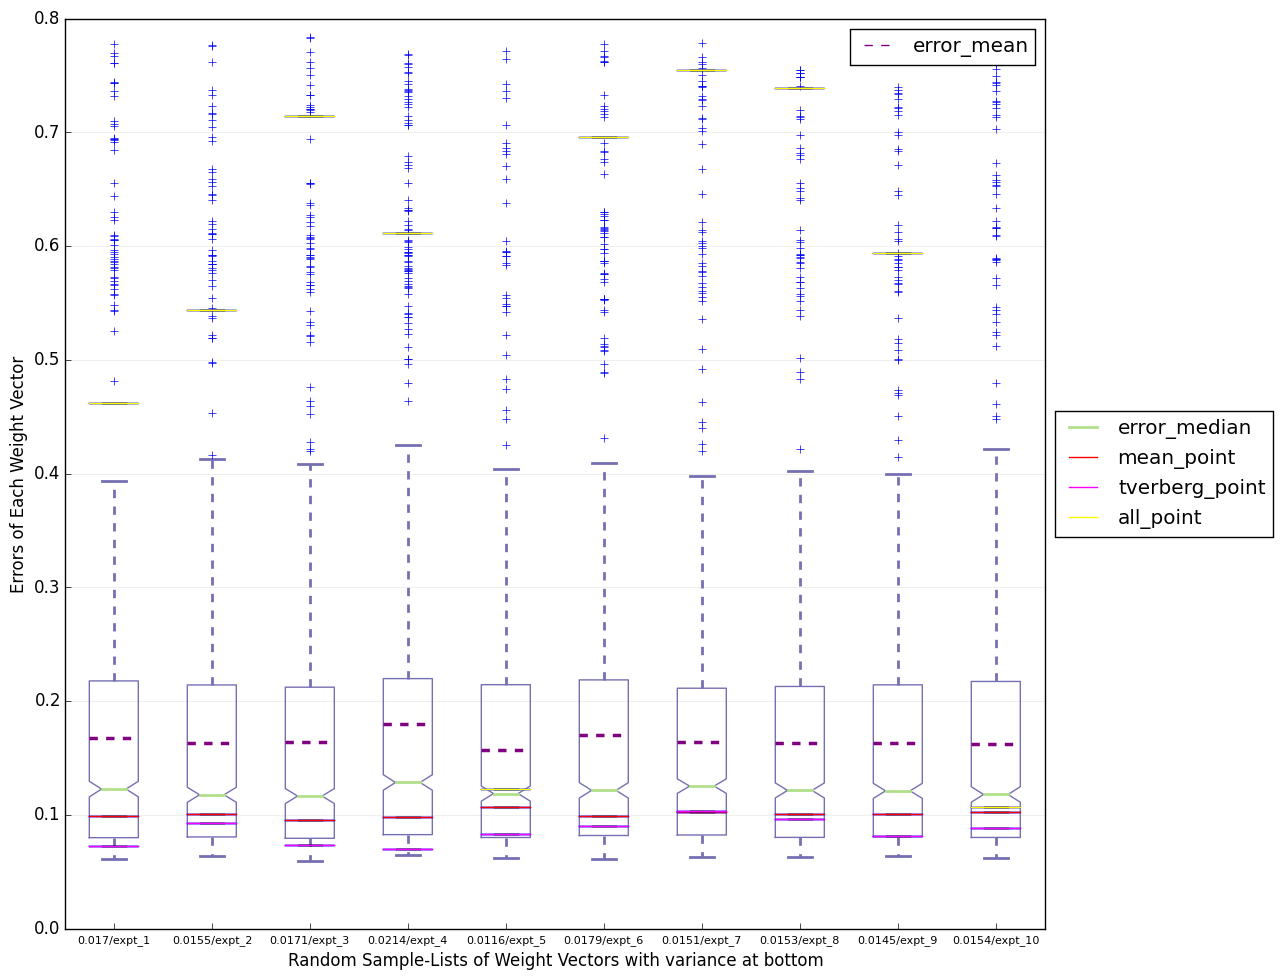 0.8
error_mean
0.7
0.6
0.5
Errors of Each Weight Vector
error_median
mean_point
tverberg_point
all_point
0.4
0.3
0.2
0.1
0.0
0.017/expt_1 0.0155/expt_2 0.0171/expt_3 0.0214/expt_4 0.0116/expt_5 0.0179/expt_6 0.0151/expt_7 0.0153/expt_8 0.0145/expt_9 0.0154/expt_10
Random Sample-Lists of Weight Vectors with variance at bottom